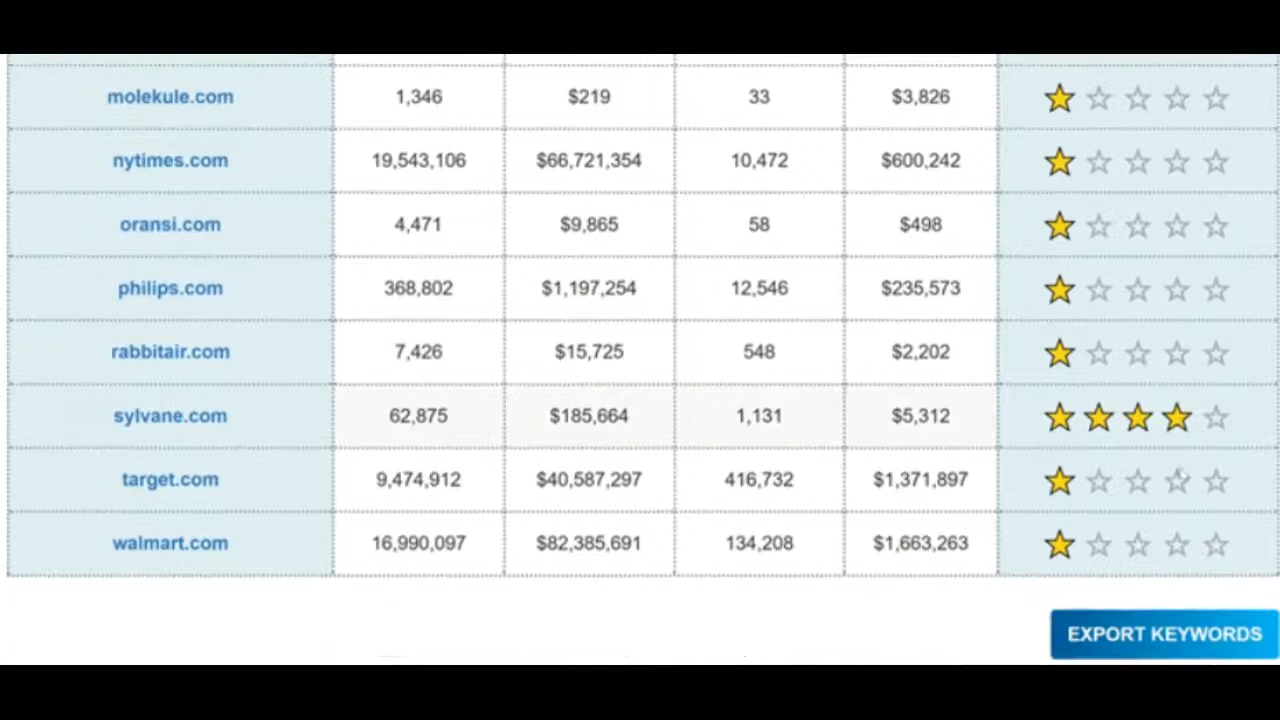 molekule.com 1,346 $219 33 $3,826
nytimes.com 19,543,106 $66,721,354 10,472 $600,242
oransi.com 4,471 $9,865 58 $498
philips.com 368,802 $1,197,254 12,546 $235,573
rabbitair.com 7,426 $15,725 548 $2,202
sylvane.com 62,875 $185,664 1,131 $5,312
target.com 9,474,912 $40,587,297 416,732 $1,371,897
walmart.com 16,990,097 $82,385,691 134,208 $1,663,263
EXPORT KEYWORDS